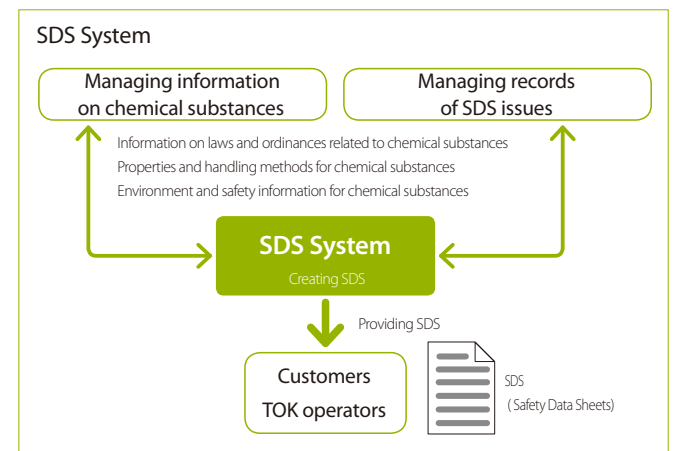 SDS System
Managing information
on chemical substances
Managing records
of SDS issues
Information on laws and ordinances related to chemical substances
Properties and handling methods for chemical substances
Environment and safety information for chemical substances
SDS System
Creating SDS
Providing SDS
Customers
TOK operators
SDS
( Safety Data Sheets)